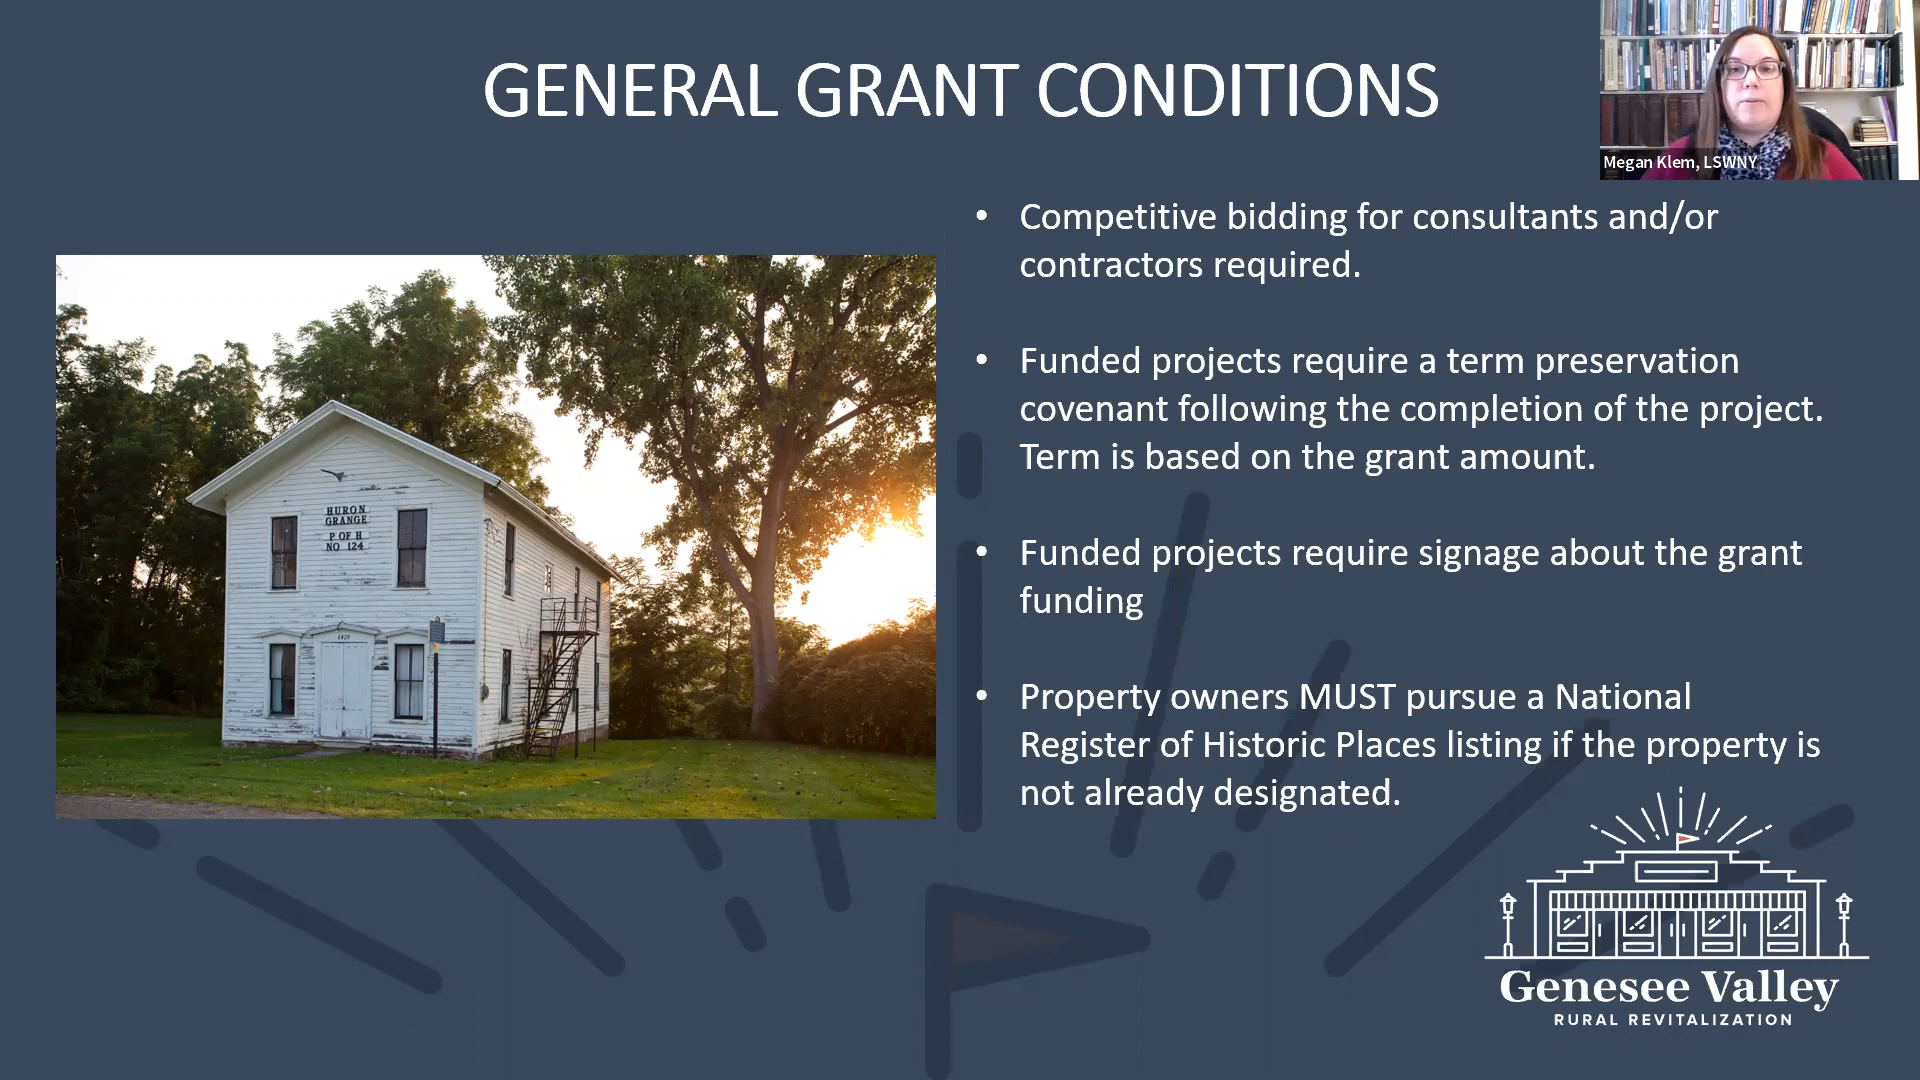 GENERAL GRANT CONDITIONS
Megan Klem, LSWNY
• Competitive bidding for consultants and/or
contractors required.
• Funded projects require a term preservation
covenant following the completion of the project.
Term is based on the grant amount.
• Funded projects require signage about the grant
funding
• Property owners MUST pursue a National
Register of Historic Places listing if the property is
not already designated.
HURON
GRANGE
P OF H
NO 124
6429
Genesee Valley
RURAL REVITALIZATION